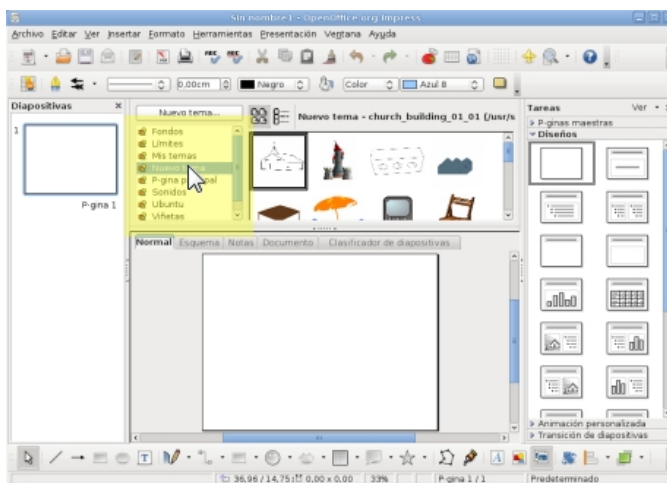 Sin nombre1 - OpenOffice.org Impress
Archivo Editar Ver Insertar Formato Herramientas Presentación Ventana Ayuda
0,00cm Negro Color Azul 8
Diapositivas
1
P-gina 1
Nuevo tema...
Nuevo tema - church_building_01_01 (/usr/s
Fondos
Límites
Mis temas
Nuevo tema
P-gina principal
Sonidos
Ubuntu
Viñetas
Normal Esquema Notas Documento Clasificador de diapositivas
Tareas Ver
P-ginas maestras
Diseños
Animación personalizada
Transición de diapositivas
36,96 / 14,75 0,00 x 0,00 33% P-gina 1 / 1 Predeterminado